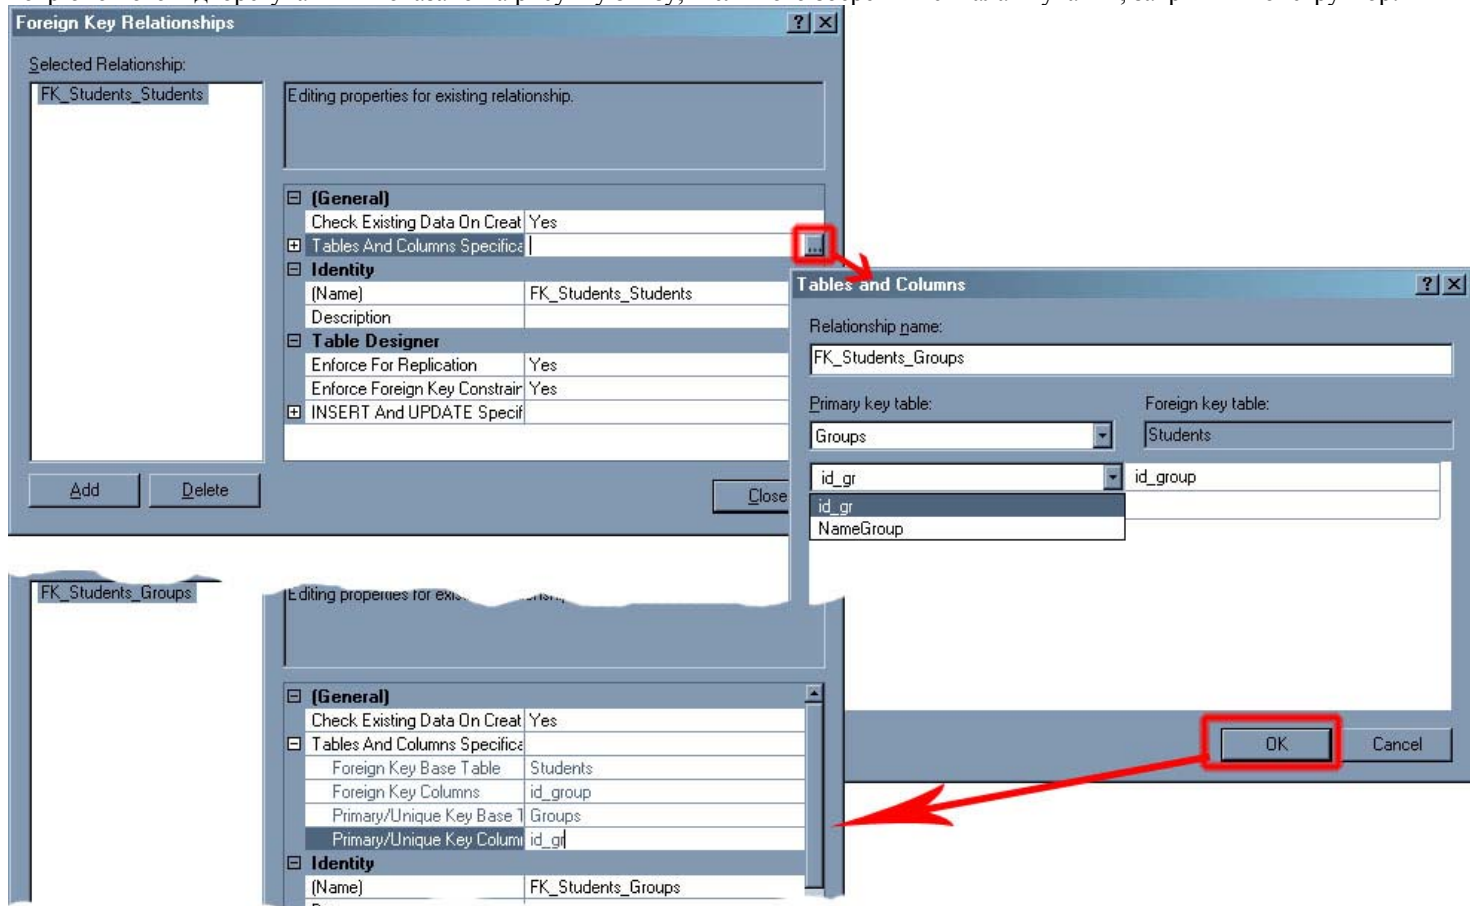 Foreign Key Relationships
Selected Relationship:
FK_Students_Students
Editing properties for existing relationship.
(General)
Check Existing Data On Creat Yes
Tables And Columns Specifica
Identity
(Name) FK_Students_Students
Description
Table Designer
Enforce For Replication Yes
Enforce Foreign Key Constrair Yes
INSERT And UPDATE Specif
Add Delete Close
Tables and Columns
Relationship name:
FK_Students_Groups
Primary key table: Foreign key table:
Groups Students
id_gr id_group
id_gr
NameGroup
OK Cancel
FK_Students_Groups
Editing properties for
(General)
Check Existing Data On Creat Yes
Tables And Columns Specifica
Foreign Key Base Table Students
Foreign Key Columns id_group
Primary/Unique Key Base T Groups
Primary/Unique Key Colum id_gr
Identity
(Name) FK_Students_Groups